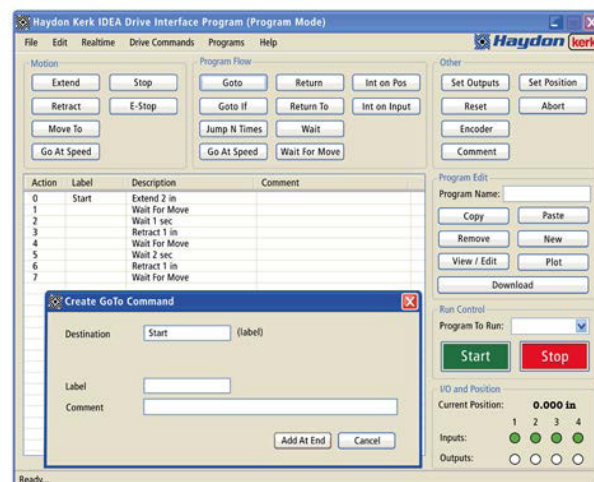 Haydon Kerk IDEA Drive Interface Program (Program Mode)
File Edit Realtime Drive Commands Programs Help
Haydon kerk
Motion
Extend Stop
Retract E-Stop
Move To
Go At Speed
Program Flow
Goto Return Int on Pos
Goto If Return To Int on Input
Jump N Times Wait
Go At Speed Wait For Move
Other
Set Outputs Set Position
Reset Abort
Encoder
Comment
Action Label Description Comment
0 Start Extend 2 in
1 Wait For Move
2 Wait 1 sec
3 Retract 1 in
4 Wait For Move
5 Wait 2 sec
6 Retract 1 in
7 Wait For Move
Program Edit
Program Name:
Copy Paste
Remove New
View / Edit Plot
Download
Run Control
Program To Run:
Start Stop
I/O and Position
Current Position: 0.000 in
1 2 3 4
Inputs:
Outputs:
Create GoTo Command
Destination Start (label)
Label
Comment
Add At End Cancel
Ready...